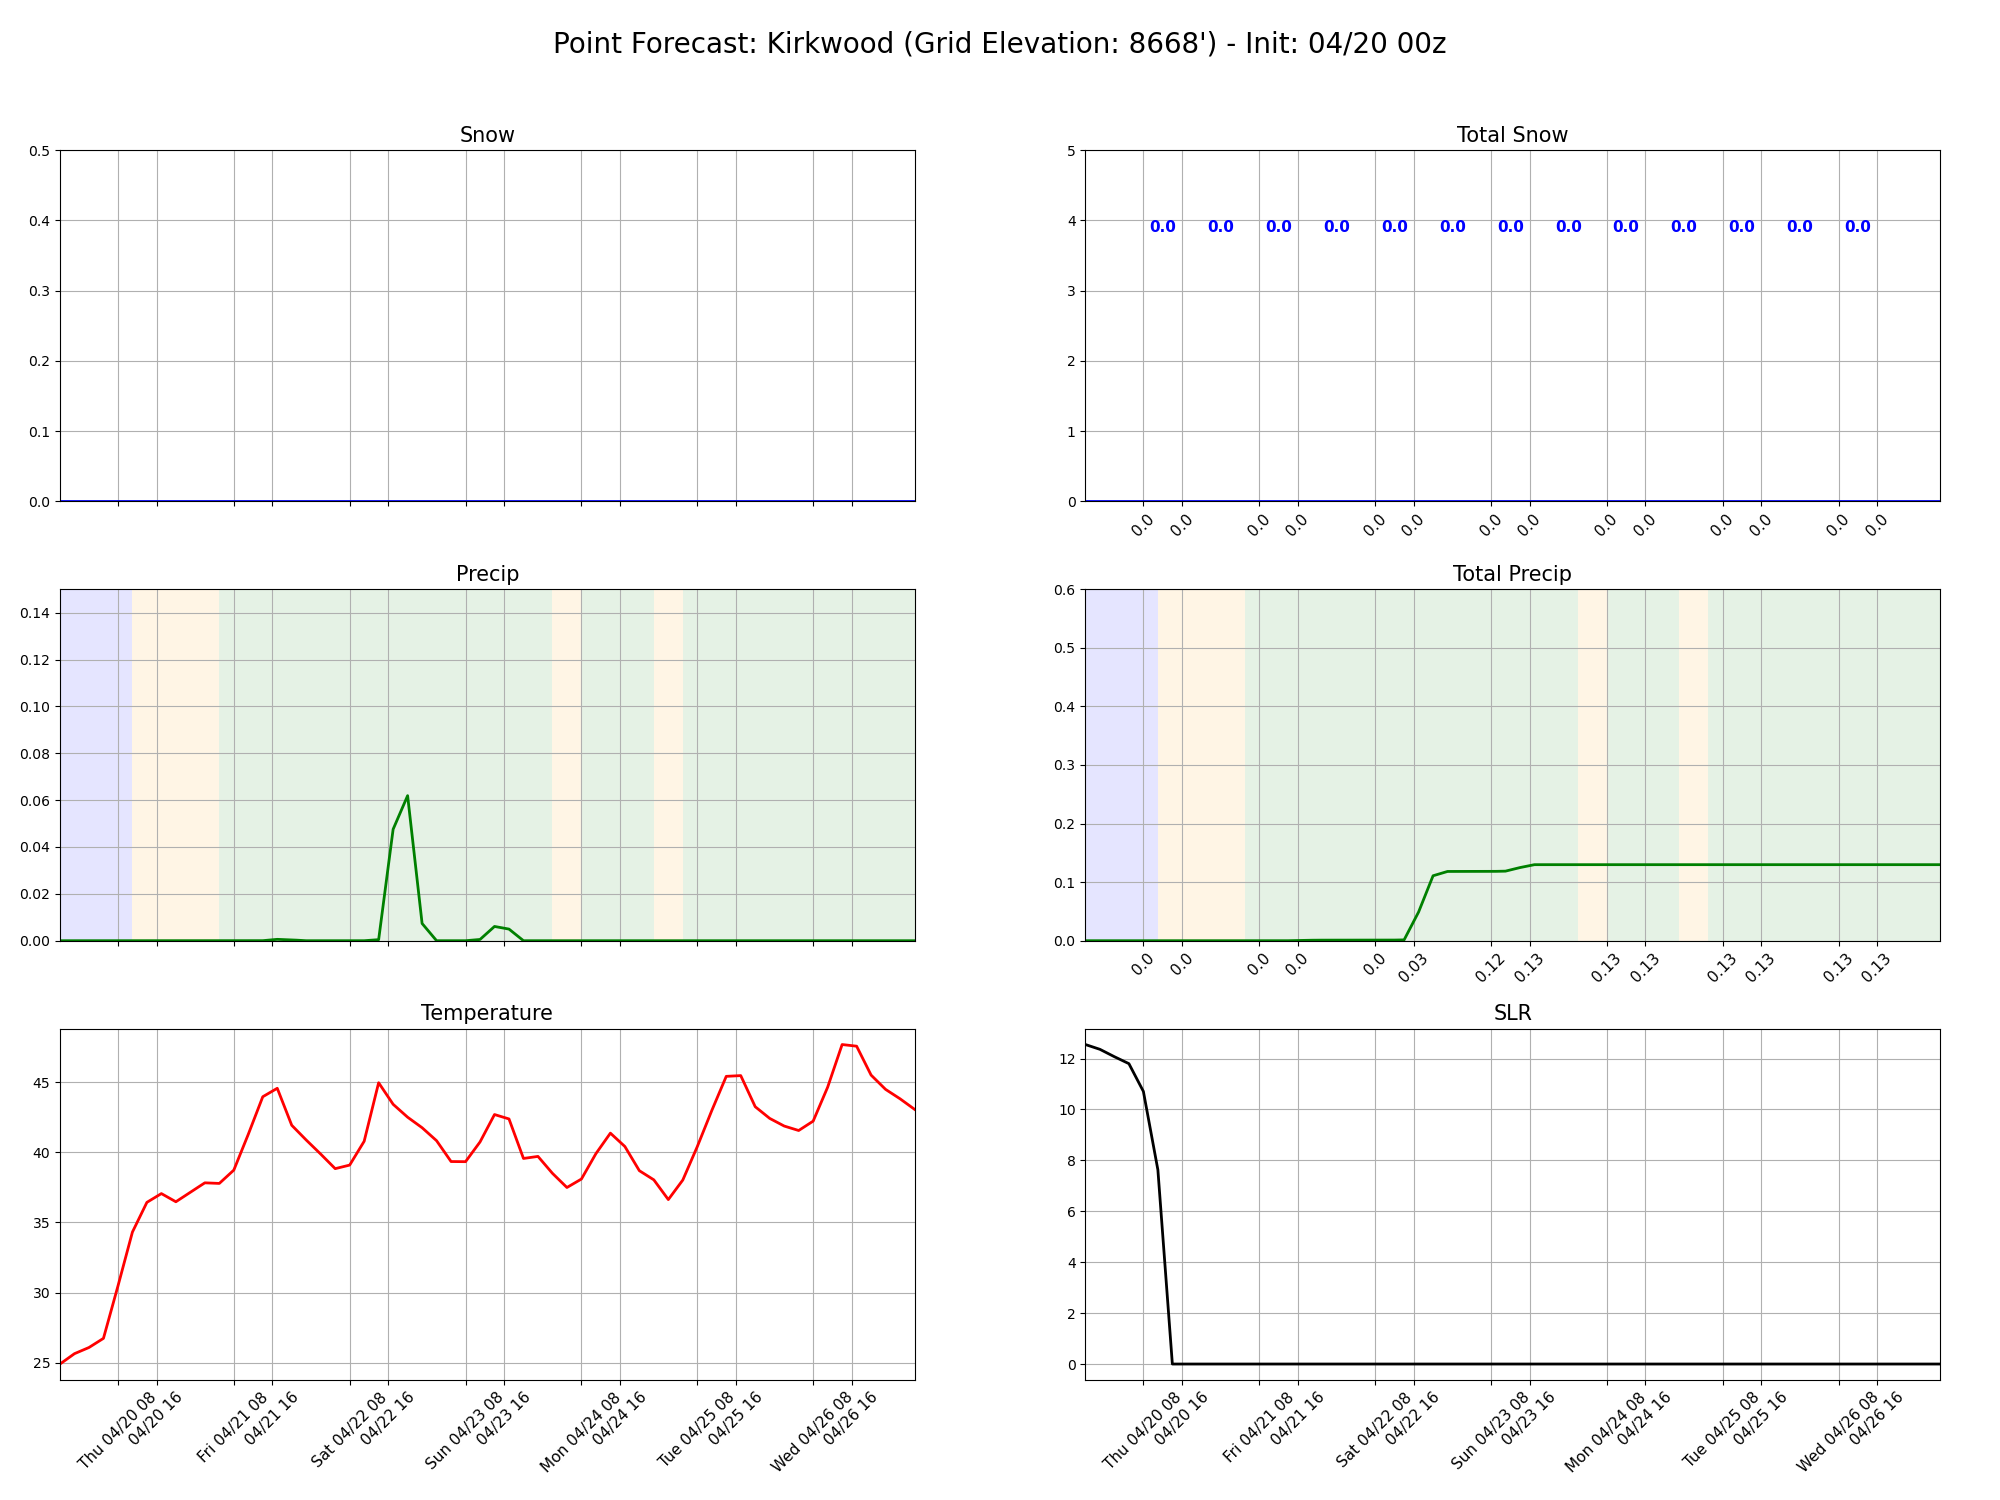 Point Forecast: Kirkwood (Grid Elevation: 8668') - Init: 04/20 00z
Snow
0.5
0.4
0.3
0.2
0.1
0.0
Total Snow
5
4
3
2
1
0
0.0 0.0 0.0 0.0 0.0 0.0 0.0 0.0 0.0 0.0 0.0 0.0 0.0
0.0 0.0 0.0 0.0 0.0 0.0 0.0 0.0 0.0 0.0 0.0 0.0 0.0 0.0
Precip
0.14
0.12
0.10
0.08
0.06
0.04
0.02
0.00
Total Precip
0.6
0.5
0.4
0.3
0.2
0.1
0.0
0.0 0.0 0.0 0.0 0.0 0.03 0.12 0.13 0.13 0.13 0.13 0.13 0.13 0.13
Temperature
45
40
35
30
25
Thu 04/20 08
04/20 16
Fri 04/21 08
04/21 16
Sat 04/22 08
04/22 16
Sun 04/23 08
04/23 16
Mon 04/24 08
04/24 16
Tue 04/25 08
04/25 16
Wed 04/26 08
04/26 16
SLR
12
10
8
6
4
2
0
Thu 04/20 08
04/20 16
Fri 04/21 08
04/21 16
Sat 04/22 08
04/22 16
Sun 04/23 08
04/23 16
Mon 04/24 08
04/24 16
Tue 04/25 08
04/25 16
Wed 04/26 08
04/26 16